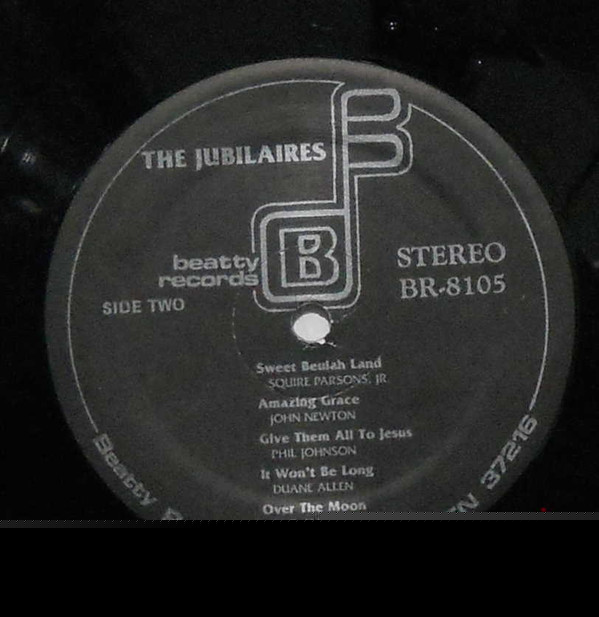 THE JUBILAIRES
B
B
beatty
records
STEREO
BR-8105
SIDE TWO
Sweet Beulah Land
SQUIRE PARSONS, JR.
Amazing Grace
JOHN NEWTON
Give Them All To Jesus
PHIL JOHNSON
It Won't Be Long
DUANE ALLEN
Over The Moon
Beatty
TN 37216